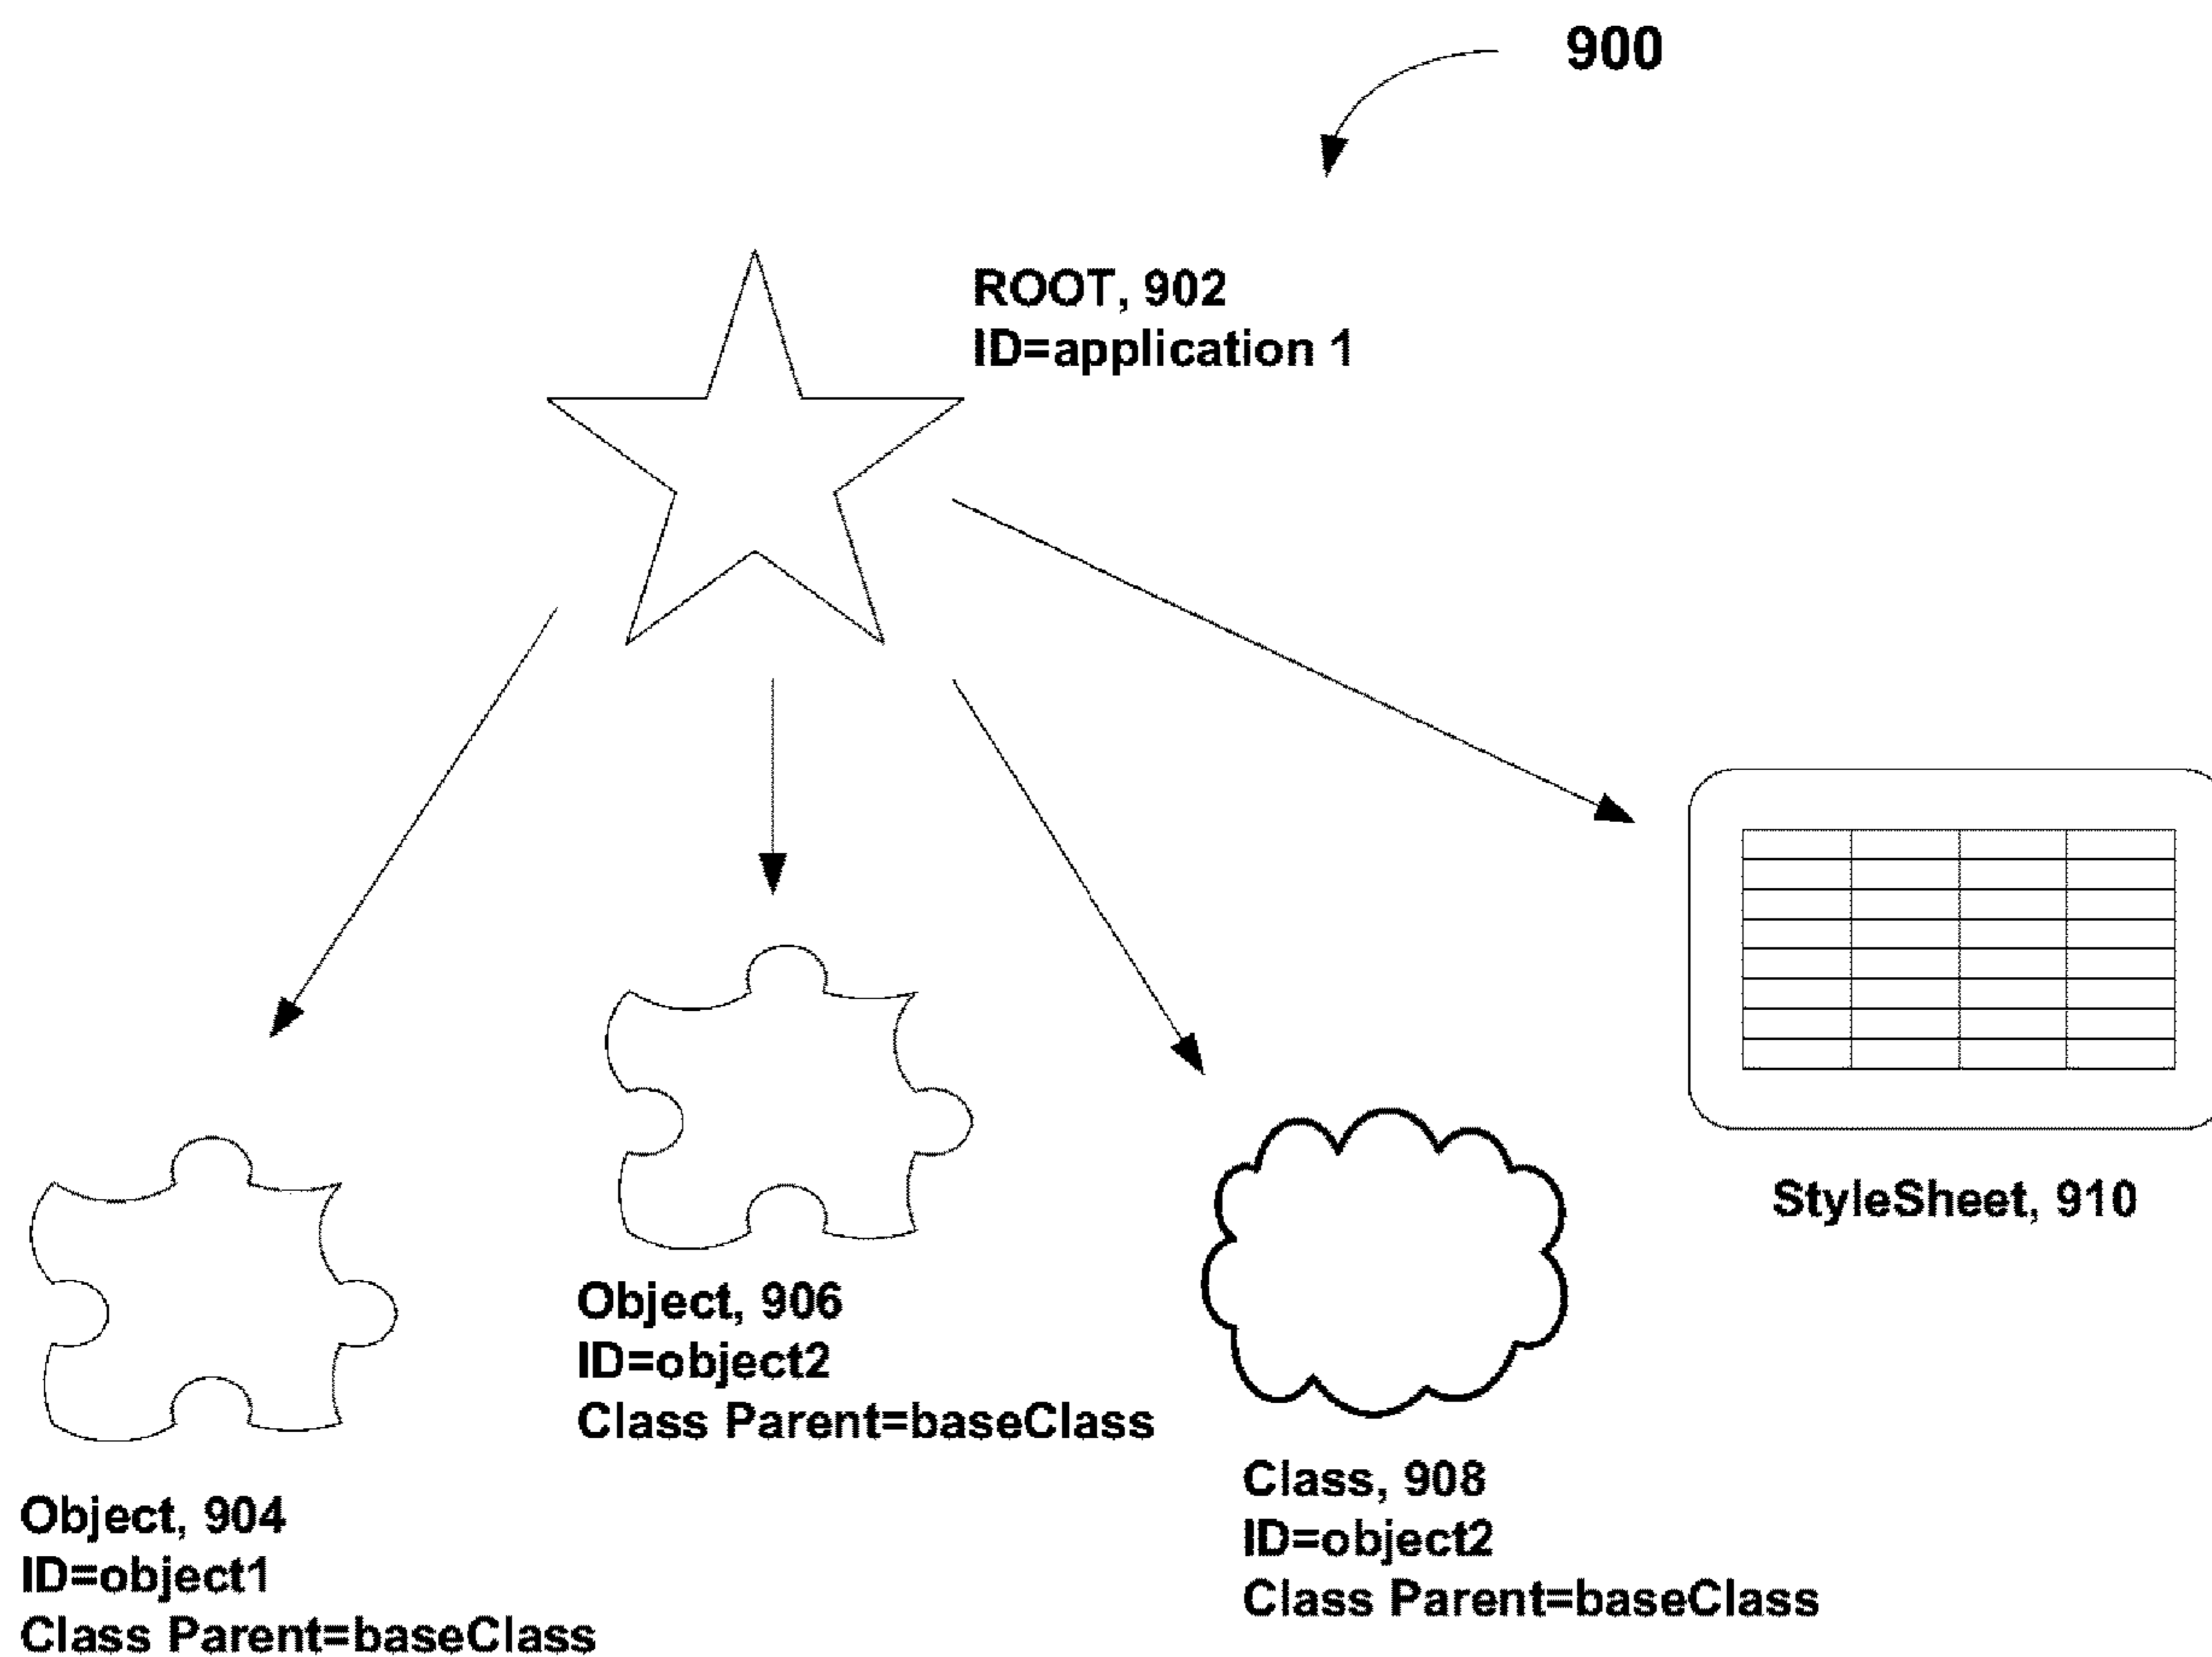 900
ROOT, 902
ID=application 1
StyleSheet, 910
Object, 906
ID=object2
Class Parent=baseClass
Class, 908
ID=object2
Class Parent=baseClass
Object, 904
ID=object1
Class Parent=baseClass